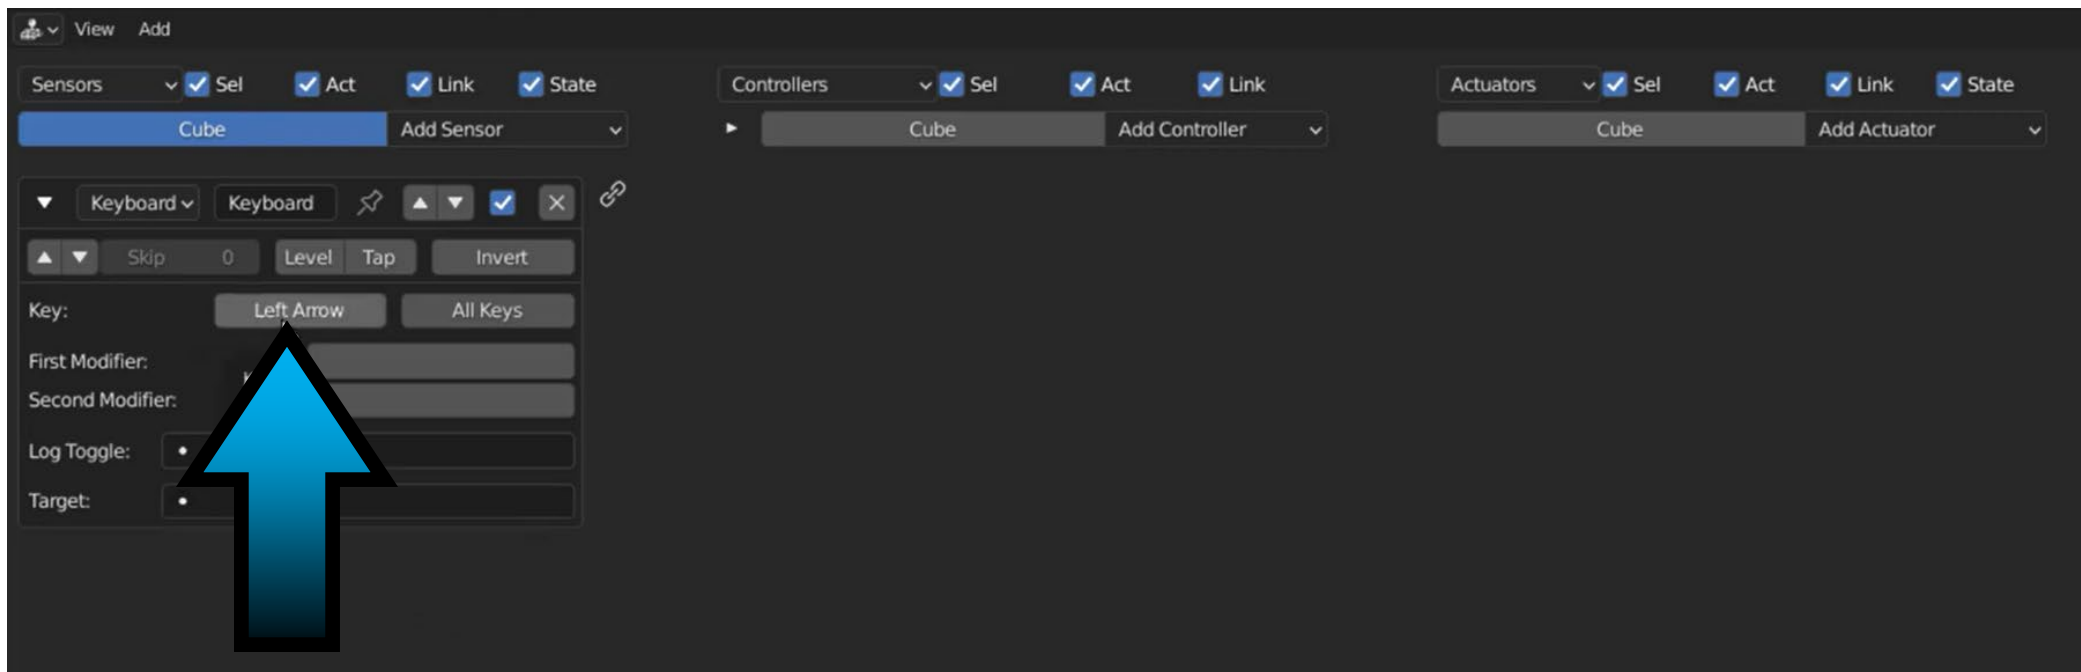 View Add
Sensors Sel Act Link State Controllers Sel Act Link Actuators Sel Act Link State
Cube Add Sensor Cube Add Controller Cube Add Actuator
Keyboard Keyboard
Skip 0 Level Tap Invert
Key: Left Arrow All Keys
First Modifier:
Second Modifier:
Log Toggle:
Target: